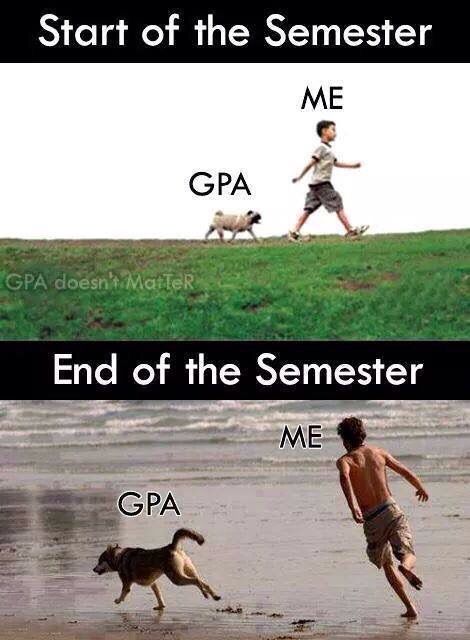 Start of the Semester
ME
GPA
GPA doesn't MatTeR
End of the Semester
ME
GPA